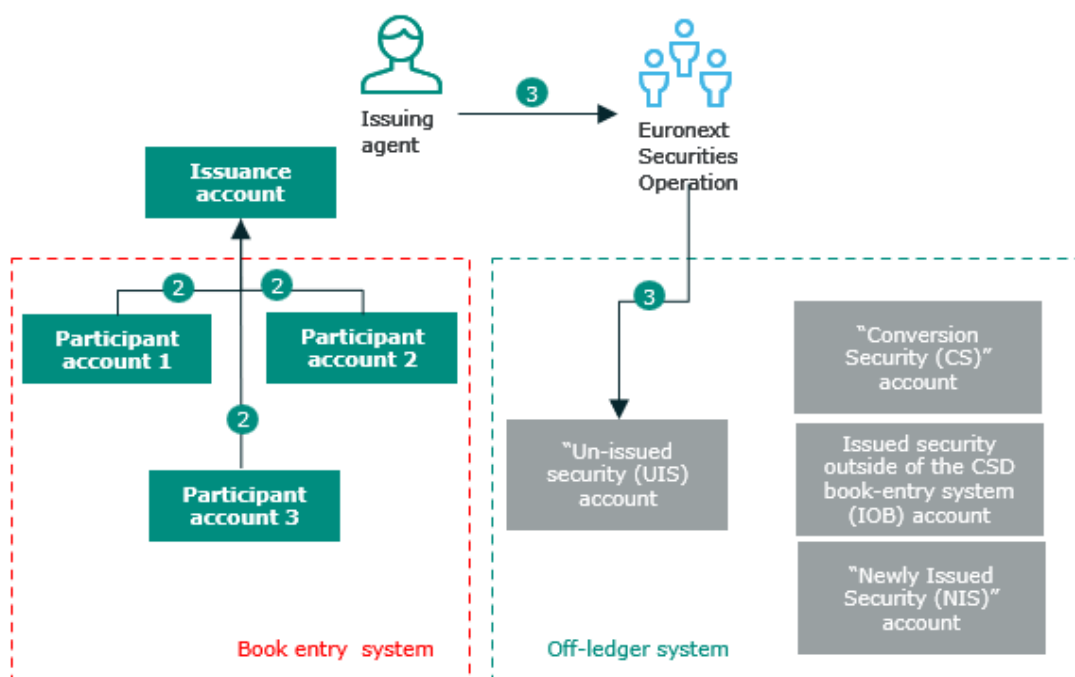 3
Issuing
agent
Euronext
Securities
Operation
Issuance
account
2
2
Participant
account 1
Participant
account 2
2
Participant
account 3
Book entry  system
3
“Un-issued
security (UIS)
account
“Conversion
Security (CS)”
account
Issued security
outside of the CSD
book-entry system
(IOB) account
“Newly Issued
Security (NIS)”
account
Off-ledger system